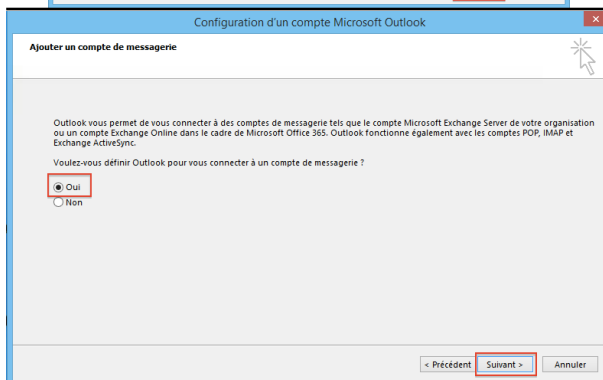 Configuration d'un compte Microsoft Outlook
Ajouter un compte de messagerie
Outlook vous permet de vous connecter à des comptes de messagerie tels que le compte Microsoft Exchange Server de votre organisation
ou un compte Exchange Online dans le cadre de Microsoft Office 365. Outlook fonctionne également avec les comptes POP, IMAP et
Exchange ActiveSync.
Voulez-vous définir Outlook pour vous connecter à un compte de messagerie ?
Oui
Non
< Précédent Suivant > Annuler